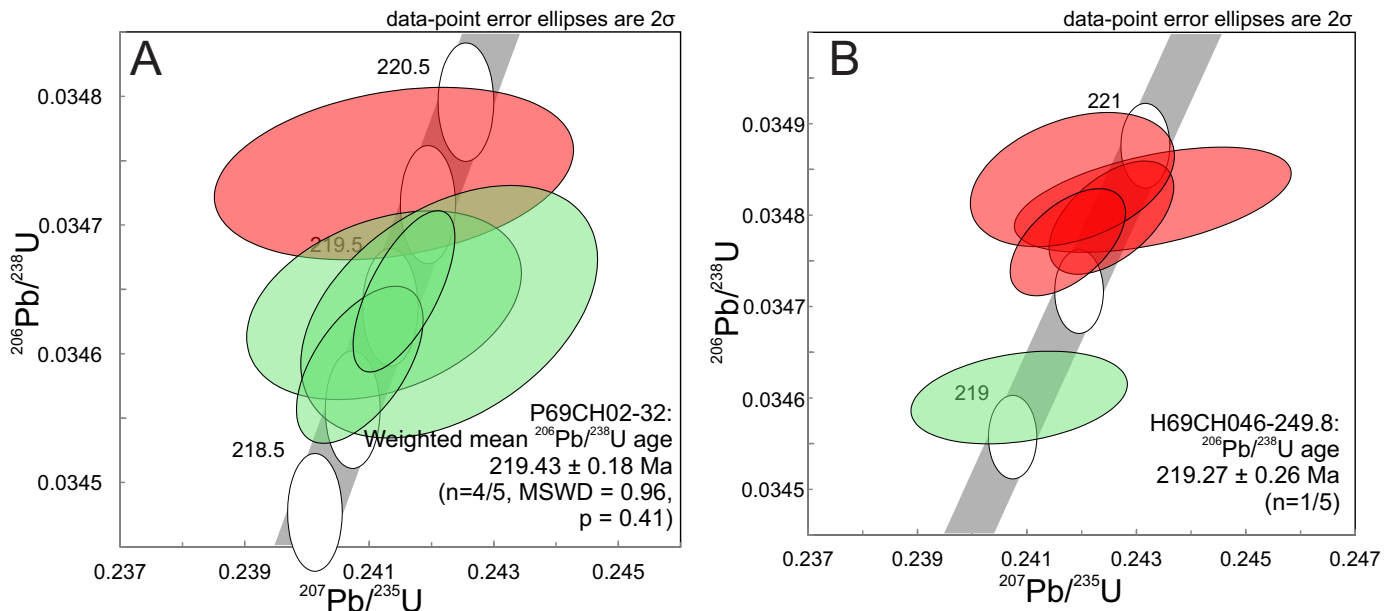 data-point error ellipses are 2σ
A
220.5
0.0348
0.0347
219.5
206Pb/238U
0.0346
P69CH02-32:
Weighted mean 206Pb/238U age
218.5
219.43 ± 0.18 Ma
0.0345
(n=4/5, MSWD = 0.96,
p = 0.41)
0.237
0.239
0.241
0.243
0.245
207Pb/235U
data-point error ellipses are 2σ
B
221
0.0349
0.0348
206Pb/238U
0.0347
219
0.0346
H69CH046-249.8:
206Pb/238U age
219.27 ± 0.26 Ma
0.0345
(n=1/5)
0.237
0.239
0.241
0.243
0.245
0.247
207Pb/235U